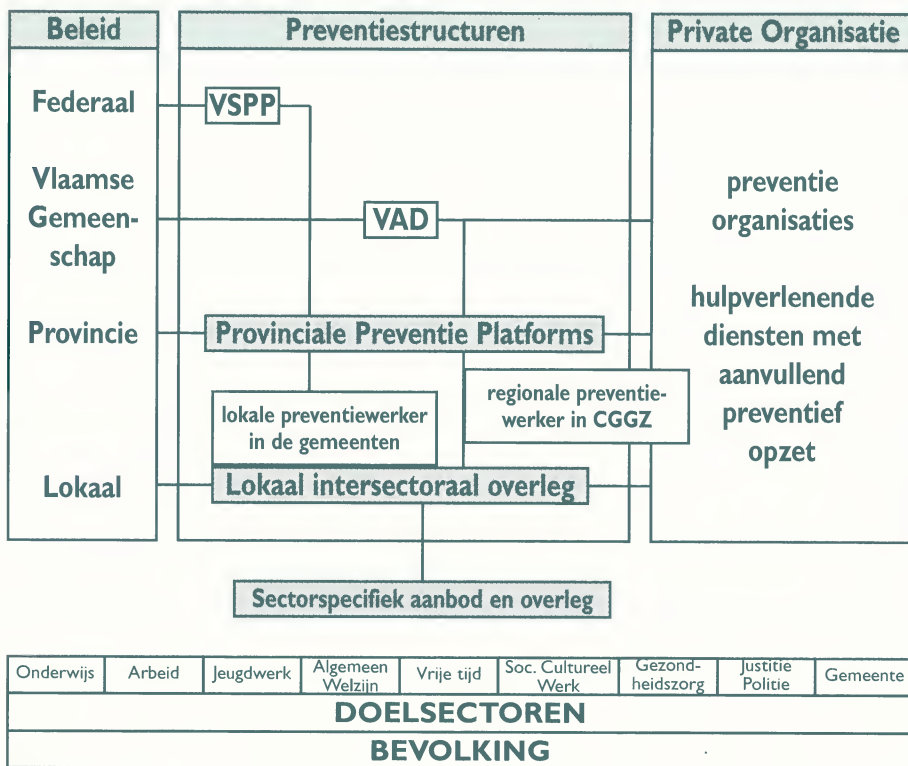 Beleid
Preventiestructuren
Private Organisatie
Federaal
VSPP
Vlaamse
Gemeen-
schap
VAD
preventie
organisaties
Provincie
Provinciale Preventie Platforms
hulpverlenende
diensten met
aanvullend
preventief
opzet
lokale preventiewerker
in de gemeenten
regionale preventie-
werker in CGGZ
Lokaal
Lokaal intersectoraal overleg
Sectorspecifiek aanbod en overleg
Onderwijs
Arbeid
Jeugdwerk
Algemeen
Welzijn
Vrije tijd
Soc. Cultureel
Werk
Gezond-
heidszorg
Justitie
Politie
Gemeente
DOELSECTOREN
BEVOLKING